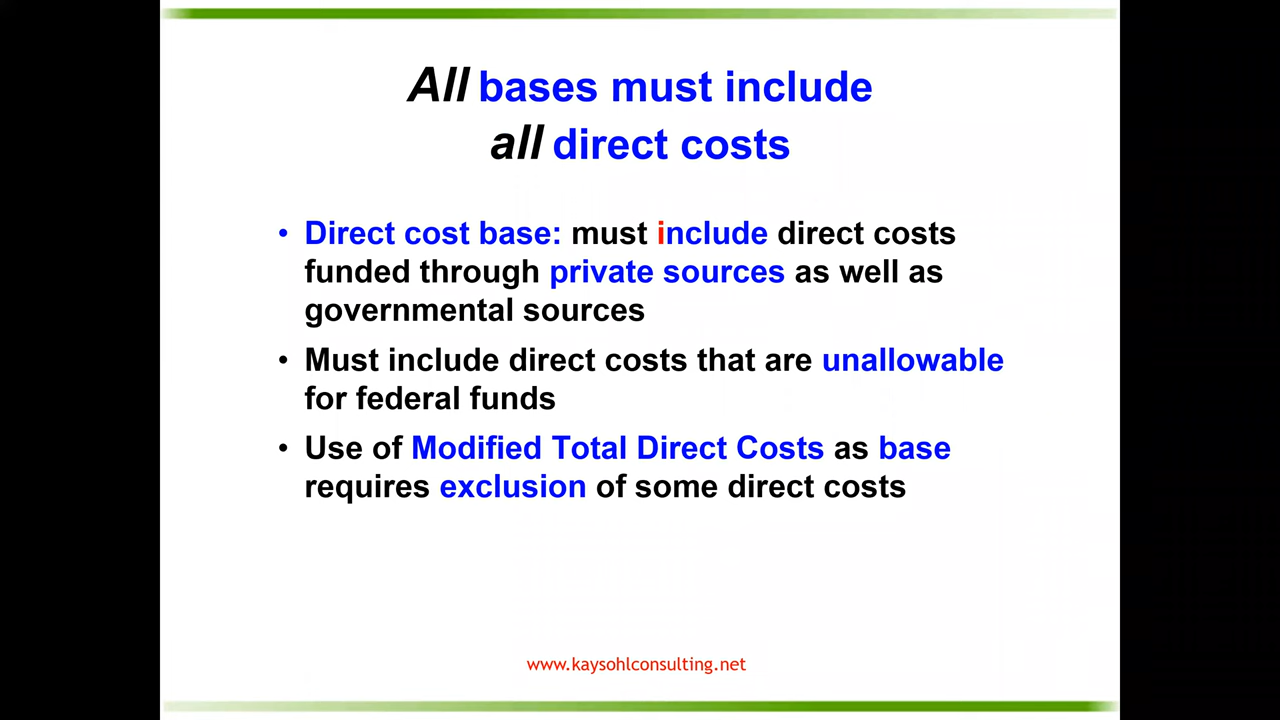 All bases must include
all direct costs
• Direct cost base: must include direct costs
funded through private sources as well as
governmental sources
• Must include direct costs that are unallowable
for federal funds
• Use of Modified Total Direct Costs as base
requires exclusion of some direct costs
www.kaysohlconsulting.net